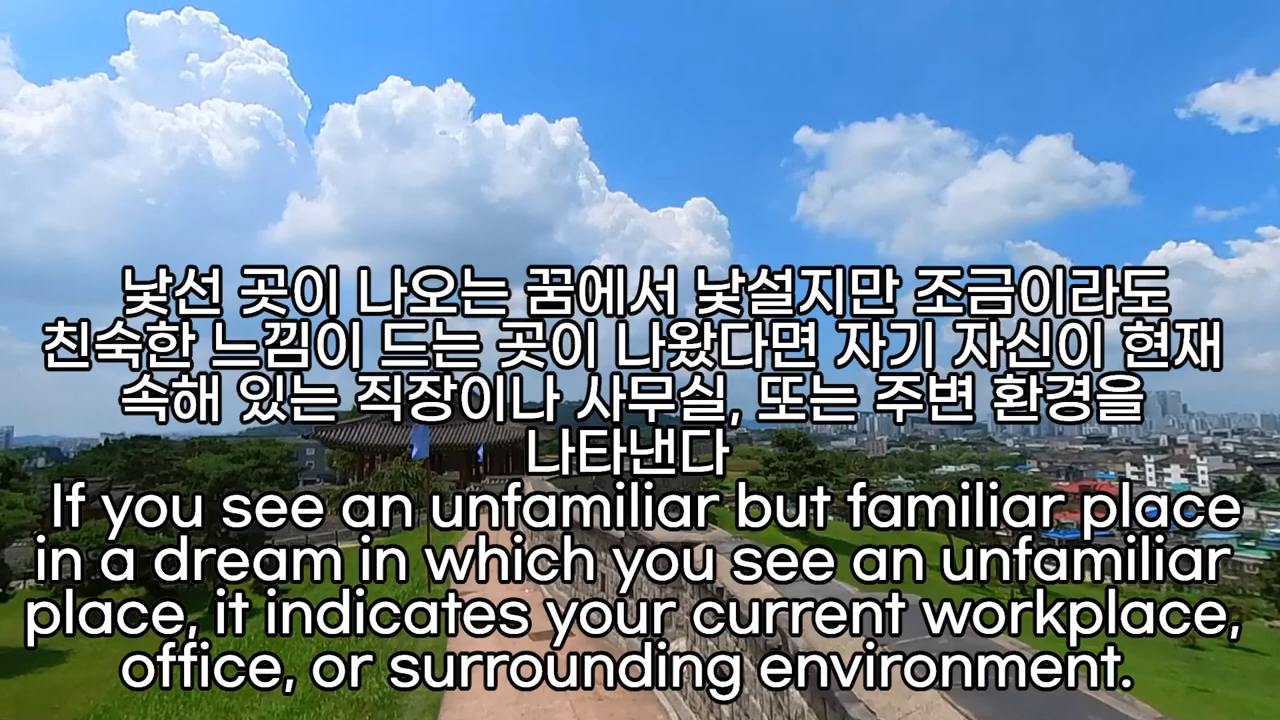 낯선 곳이 나오는 꿈에서 낯설지만 조금이라도
친숙한 느낌이 드는 곳이 나왔다면 자기 자신이 현재
속해 있는 직장이나 사무실, 또는 주변 환경을
나타낸다
If you see an unfamiliar but familiar place
in a dream in which you see an unfamiliar
place, it indicates your current workplace,
office, or surrounding environment.